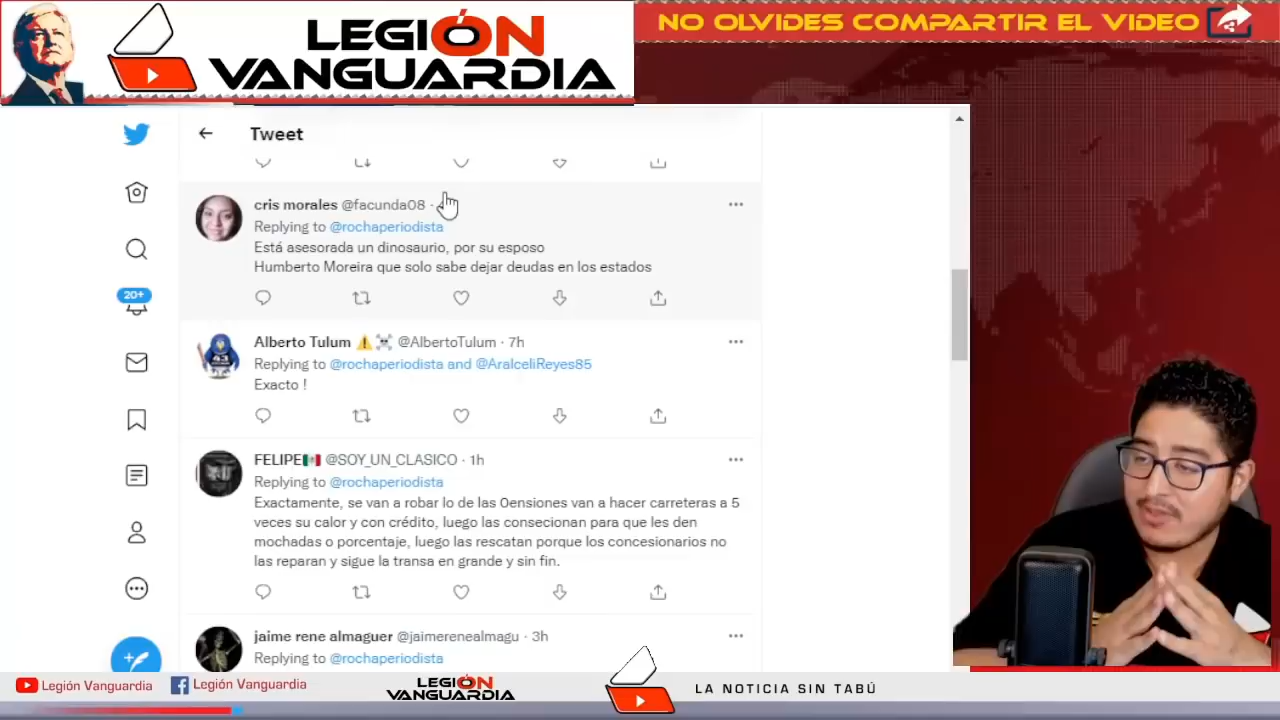 LEGIÓN
VANGUARDIA
NO OLVIDES COMPARTIR EL VIDEO
Tweet
cris morales @facunda08 ·
Replying to @rochaperiodista
Está asesorada un dinosaurio, por su esposo
Humberto Moreira que solo sabe dejar deudas en los estados
20+
Alberto Tulum ⚠️☠️ @AlbertoTulum · 7h
Replying to @rochaperiodista and @AralceliReyes85
Exacto !
FELIPE🇲🇽 @SOY_UN_CLASICO · 1h
Replying to @rochaperiodista
Exactamente, se van a robar lo de las 0ensiones van a hacer carreteras a 5
veces su calor y con crédito, luego las consecionan para que les den
mochadas o porcentaje, luego las rescatan porque los concesionarios no
las reparan y sigue la transa en grande y sin fin.
jaime rene almaguer @jaimerenealmagu · 3h
Replying to @rochaperiodista
Legión Vanguardia
Legión Vanguardia
LEGIÓN
VANGUARDIA
LA NOTICIA SIN TABÚ